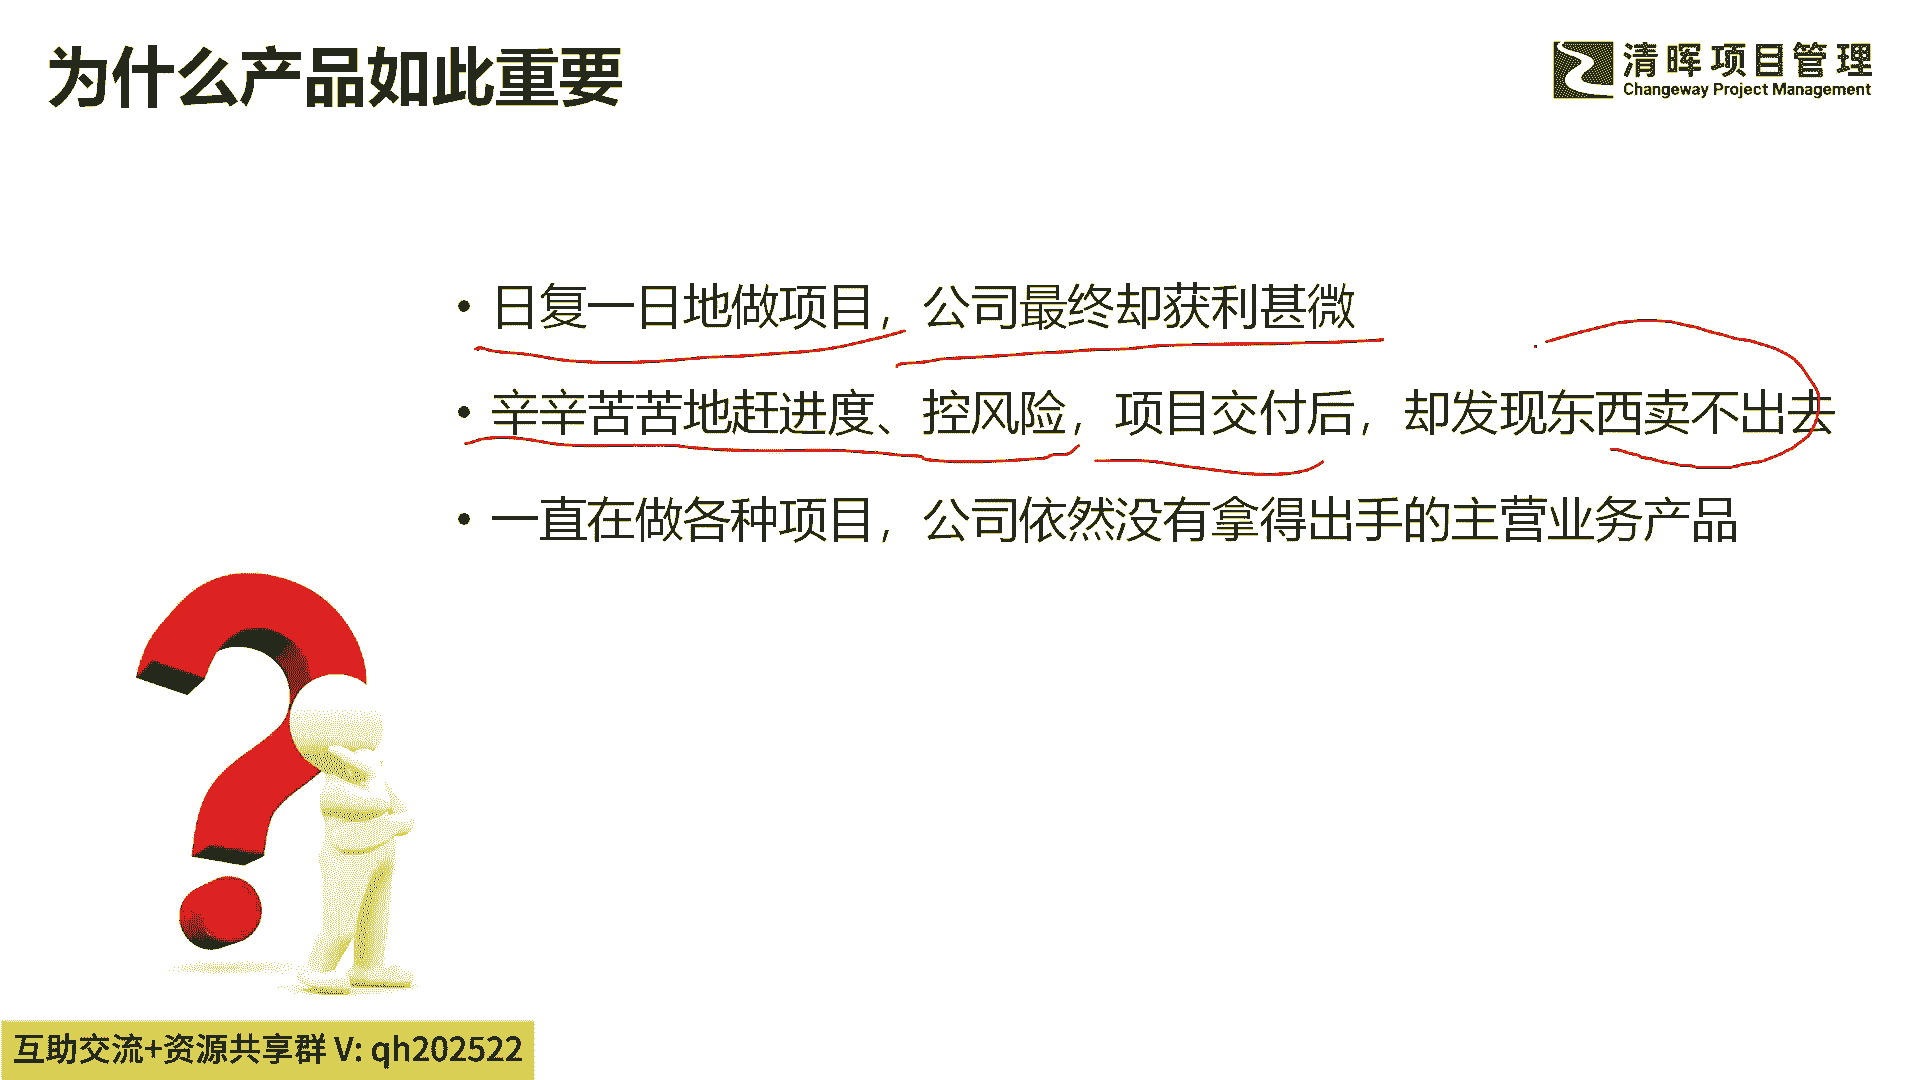 为什么产品如此重要
清晖项目管理
Changeway Project Management
• 日复一日地做项目，公司最终却获利甚微
• 辛辛苦苦地赶进度、控风险，项目交付后，却发现东西卖不出去
• 一直在做各种项目，公司依然没有拿得出手的主营业务产品
互助交流+资源共享群 V: qh202522